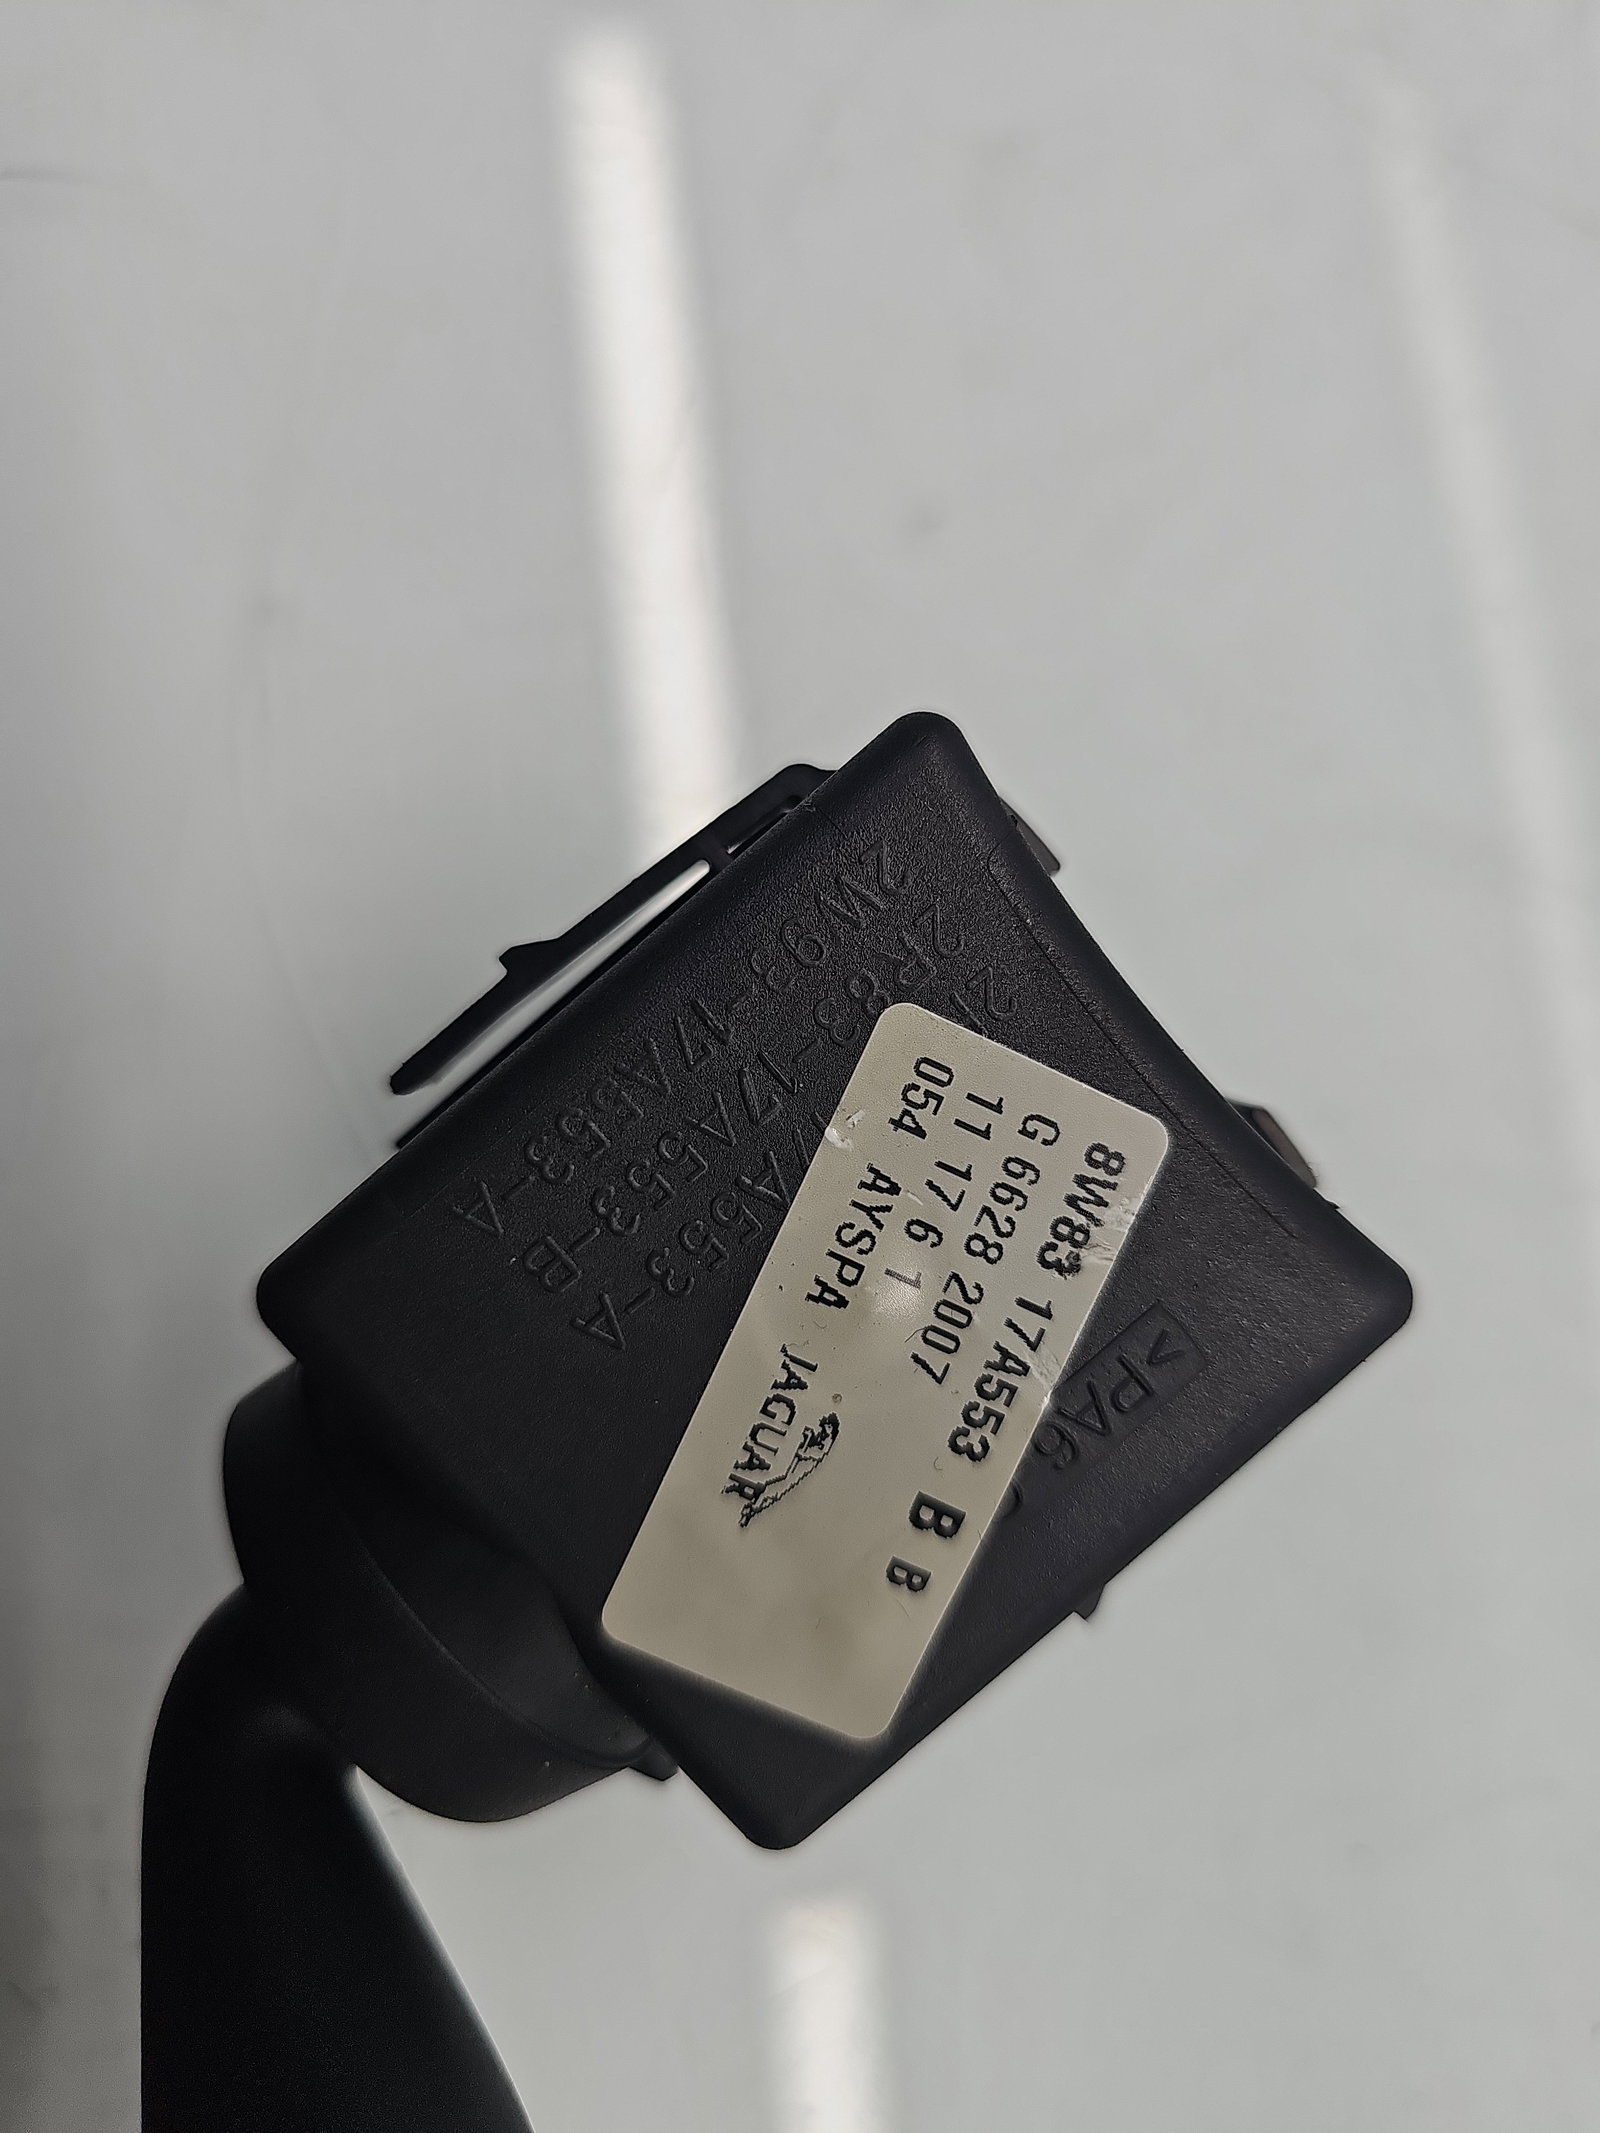 8W83 17A553 B B
G 6628 2007
11 17 6 1
054 AYSPA
JAGUAR
>PA6
2W93-17A553-A
2R83-17A553-B
17A553-A